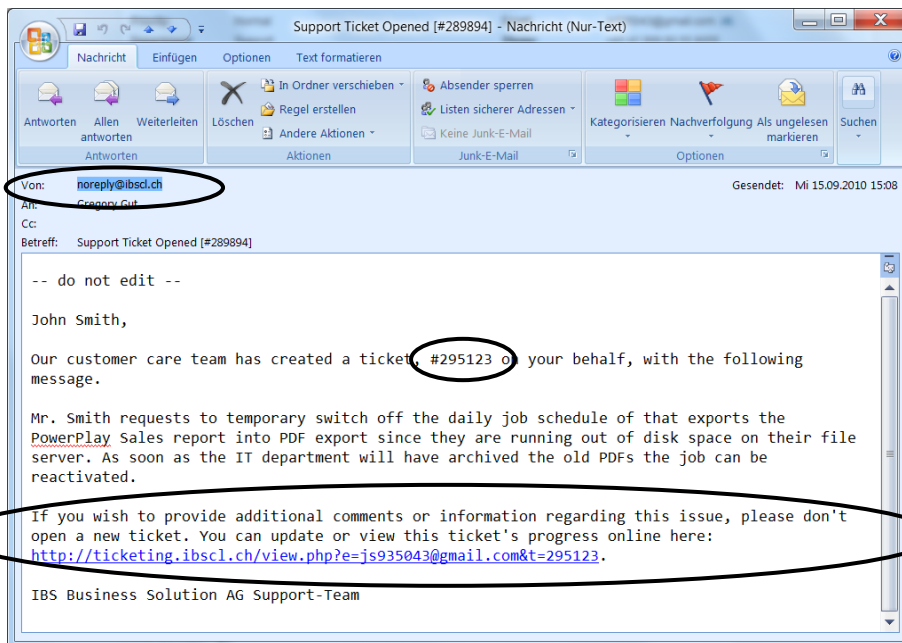 Support Ticket Opened [#289894] - Nachricht (Nur-Text)
Nachricht Einfügen Optionen Text formatieren
Antworten Allen antworten Weiterleiten
Antworten
Löschen
In Ordner verschieben
Regel erstellen
Andere Aktionen
Aktionen
Absender sperren
Listen sicherer Adressen
Keine Junk-E-Mail
Junk-E-Mail
Kategorisieren Nachverfolgung Als ungelesen markieren
Optionen
Suchen
Von: noreply@ibscl.ch Gesendet: Mi 15.09.2010 15:08
An: Gregory Gut
Cc:
Betreff: Support Ticket Opened [#289894]
-- do not edit --
John Smith,
Our customer care team has created a ticket, #295123 on your behalf, with the following
message.
Mr. Smith requests to temporary switch off the daily job schedule of that exports the
PowerPlay Sales report into PDF export since they are running out of disk space on their file
server. As soon as the IT department will have archived the old PDFs the job can be
reactivated.
If you wish to provide additional comments or information regarding this issue, please don't
open a new ticket. You can update or view this ticket's progress online here:
http://ticketing.ibscl.ch/view.php?e=js935043@gmail.com&t=295123.
IBS Business Solution AG Support-Team